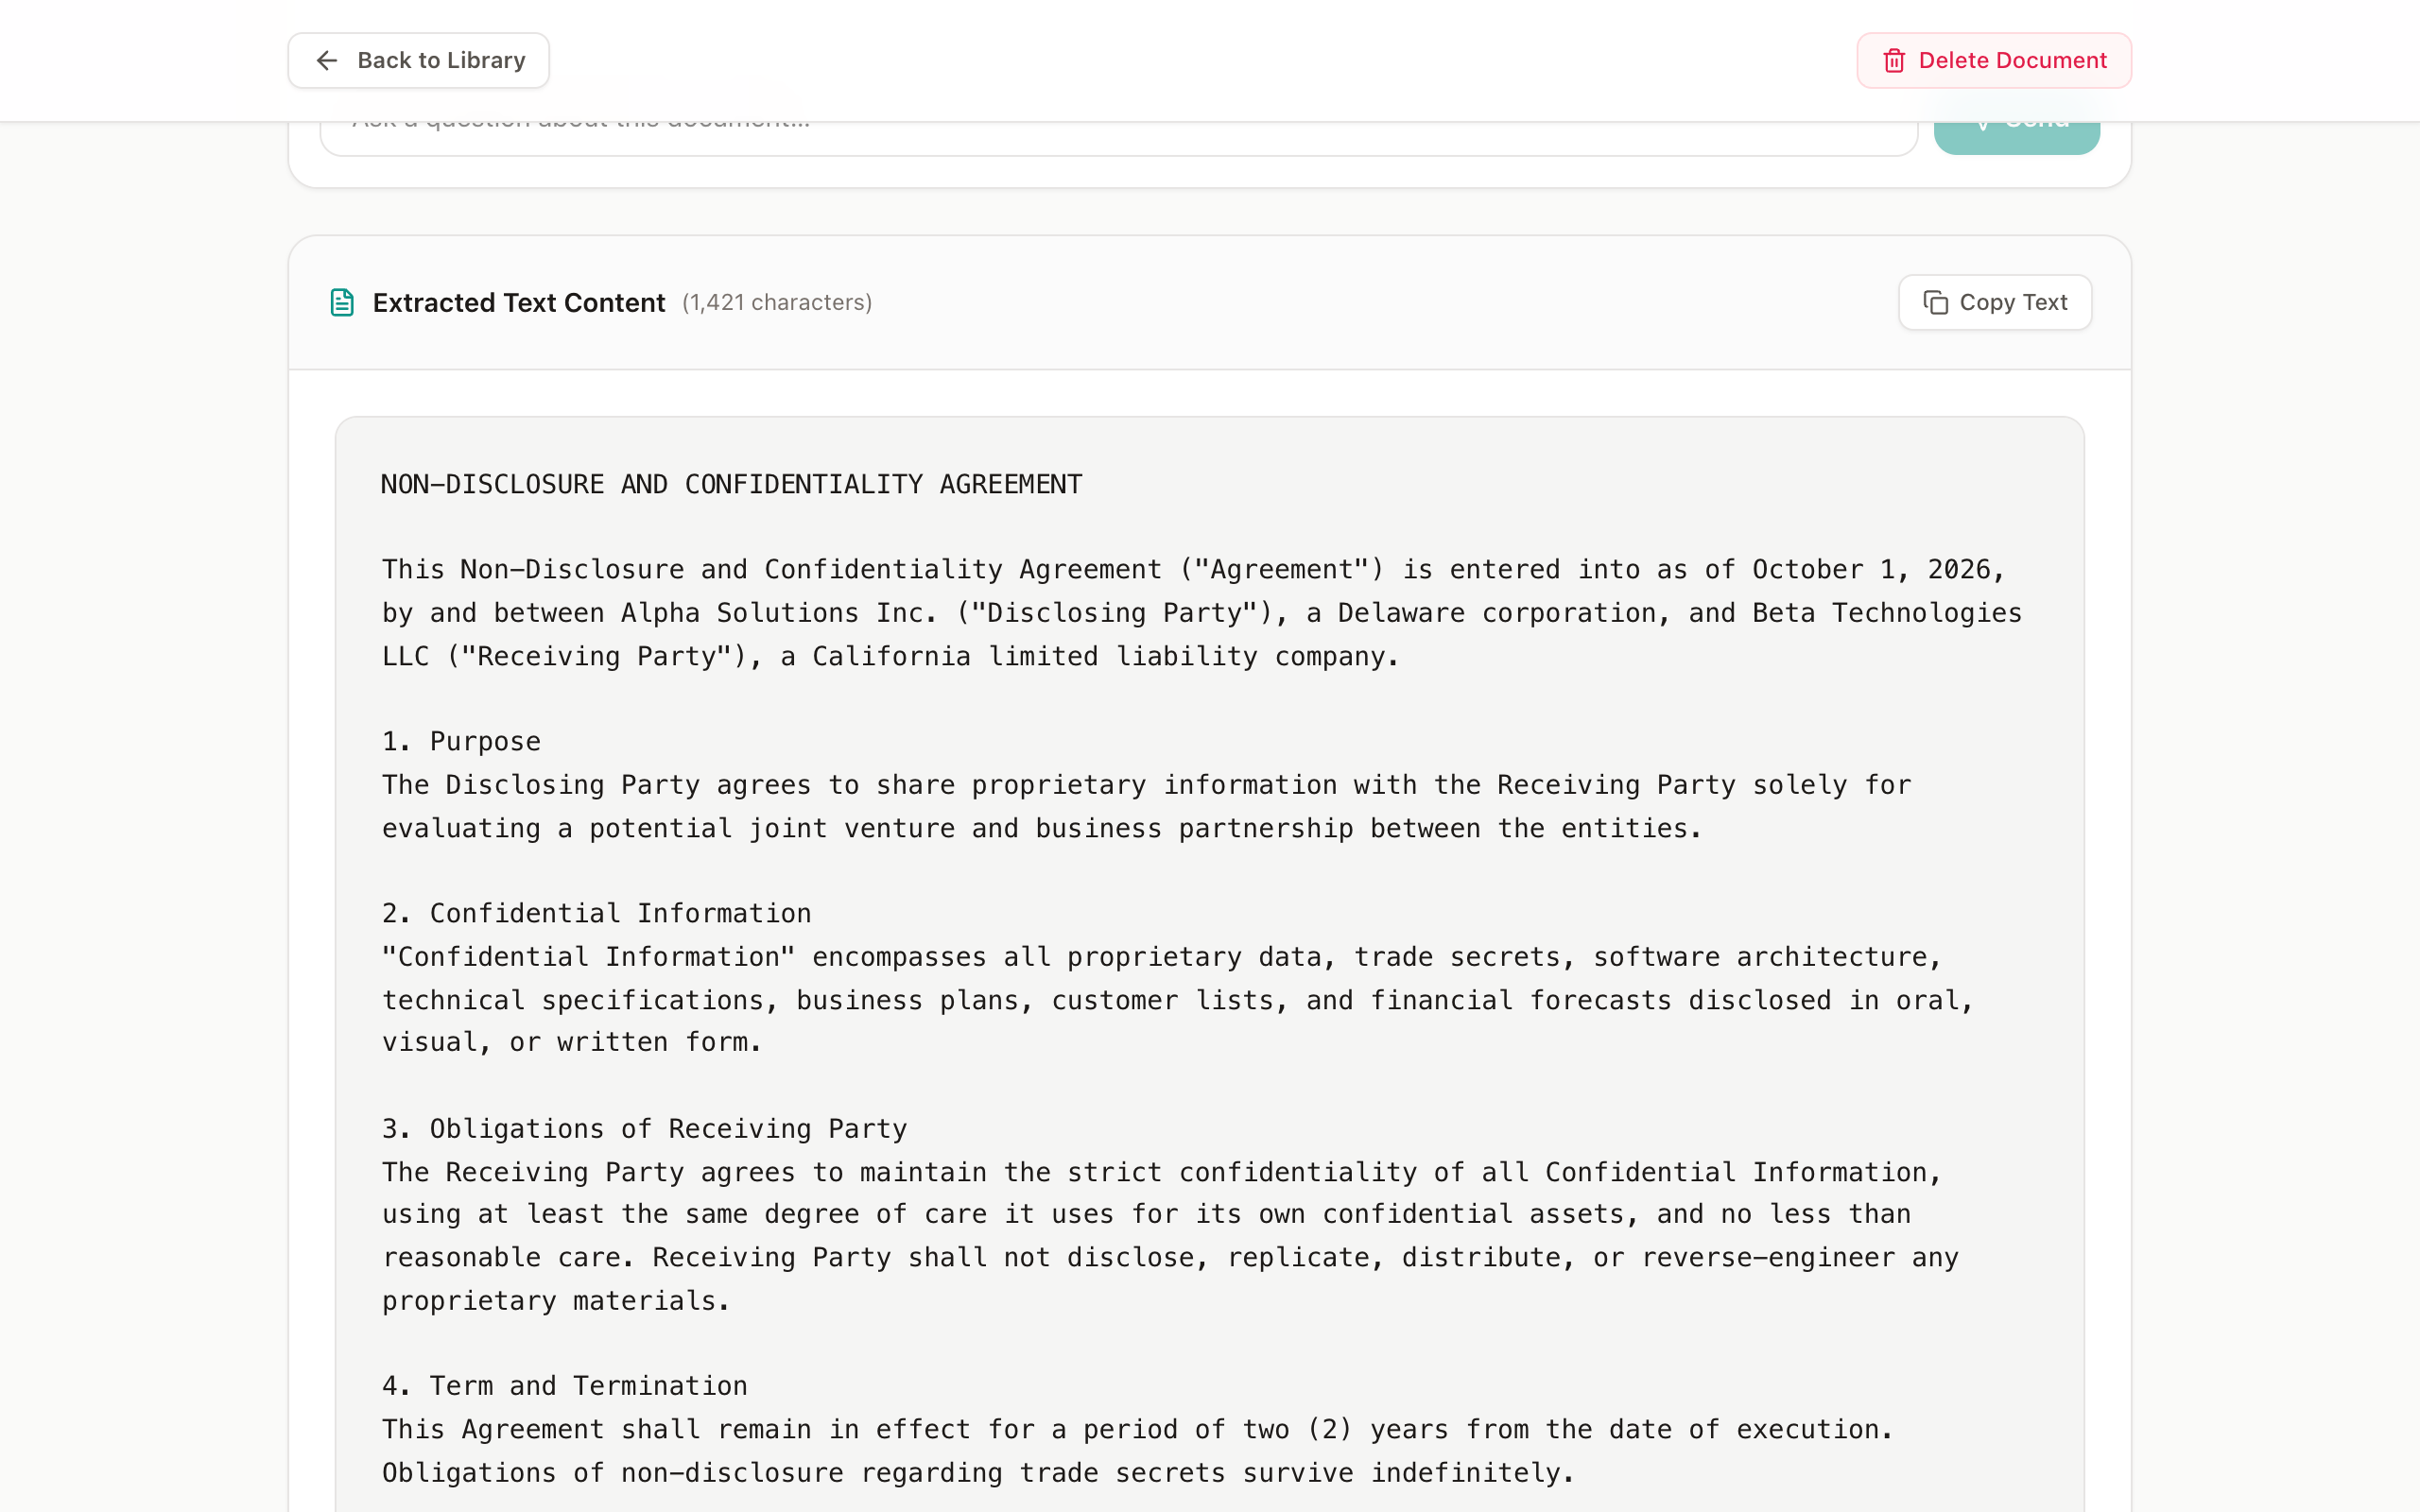 Back to Library
Delete Document
Ask a question about this document...
Send
Extracted Text Content (1,421 characters)
Copy Text
NON-DISCLOSURE AND CONFIDENTIALITY AGREEMENT
This Non-Disclosure and Confidentiality Agreement ("Agreement") is entered into as of October 1, 2026,
by and between Alpha Solutions Inc. ("Disclosing Party"), a Delaware corporation, and Beta Technologies
LLC ("Receiving Party"), a California limited liability company.
1. Purpose
The Disclosing Party agrees to share proprietary information with the Receiving Party solely for
evaluating a potential joint venture and business partnership between the entities.
2. Confidential Information
"Confidential Information" encompasses all proprietary data, trade secrets, software architecture,
technical specifications, business plans, customer lists, and financial forecasts disclosed in oral,
visual, or written form.
3. Obligations of Receiving Party
The Receiving Party agrees to maintain the strict confidentiality of all Confidential Information,
using at least the same degree of care it uses for its own confidential assets, and no less than
reasonable care. Receiving Party shall not disclose, replicate, distribute, or reverse-engineer any
proprietary materials.
4. Term and Termination
This Agreement shall remain in effect for a period of two (2) years from the date of execution.
Obligations of non-disclosure regarding trade secrets survive indefinitely.